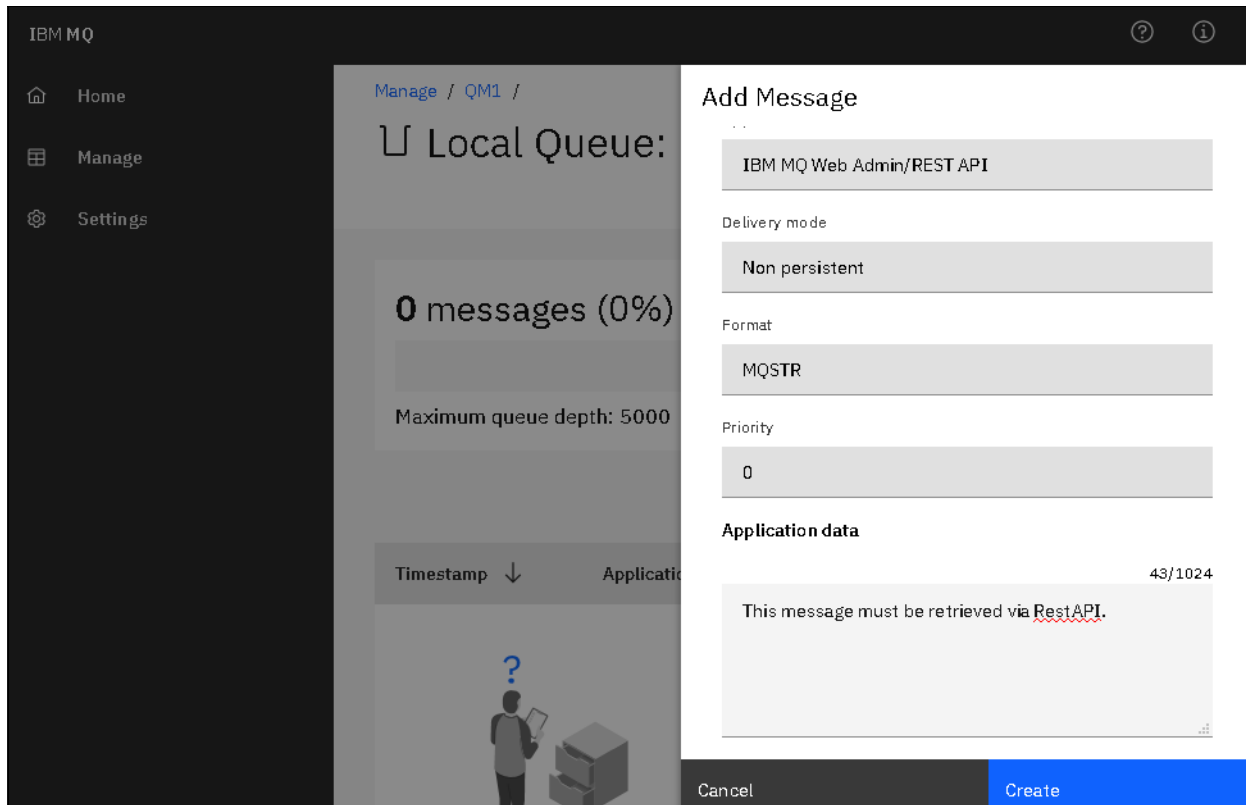 IBM MQ
Home
Manage
Settings
Manage / QM1 /
Local Queue:
0 messages (0%)
Maximum queue depth: 5000
Timestamp
Add Message
IBM MQ Web Admin/REST API
Delivery mode
Non persistent
Format
MQSTR
Priority
0
Application data
43/1024
This message must be retrieved via RestAPI.
Cancel
Create